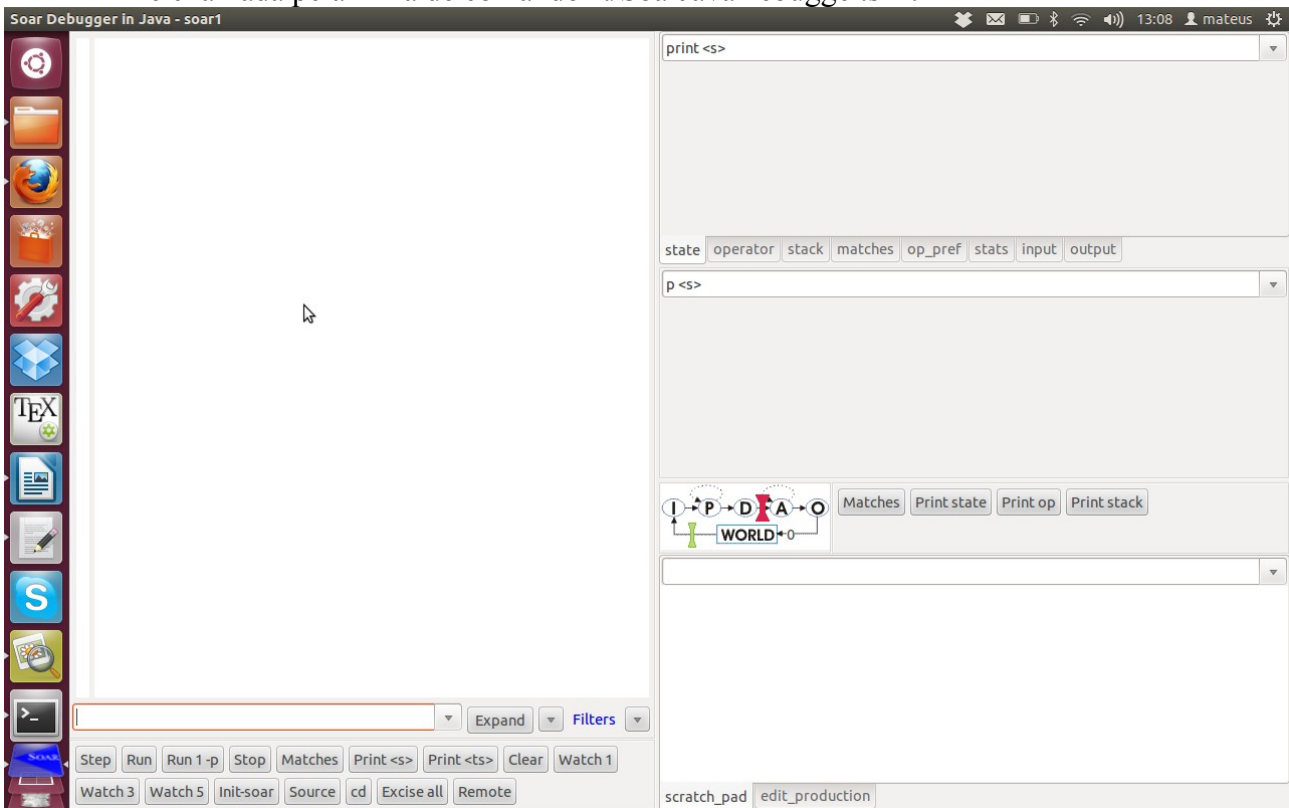 Soar Debugger in Java - soar1
13:08 mateus
print <s>
state operator stack matches op_pref stats input output
p <s>
I P D A O
WORLD 0
Matches Print state Print op Print stack
TEX
S
>_
SOAR
Expand Filters
Step Run Run 1 -p Stop Matches Print <s> Print <ts> Clear Watch 1
Watch 3 Watch 5 Init-soar Source cd Excise all Remote
scratch_pad edit_production